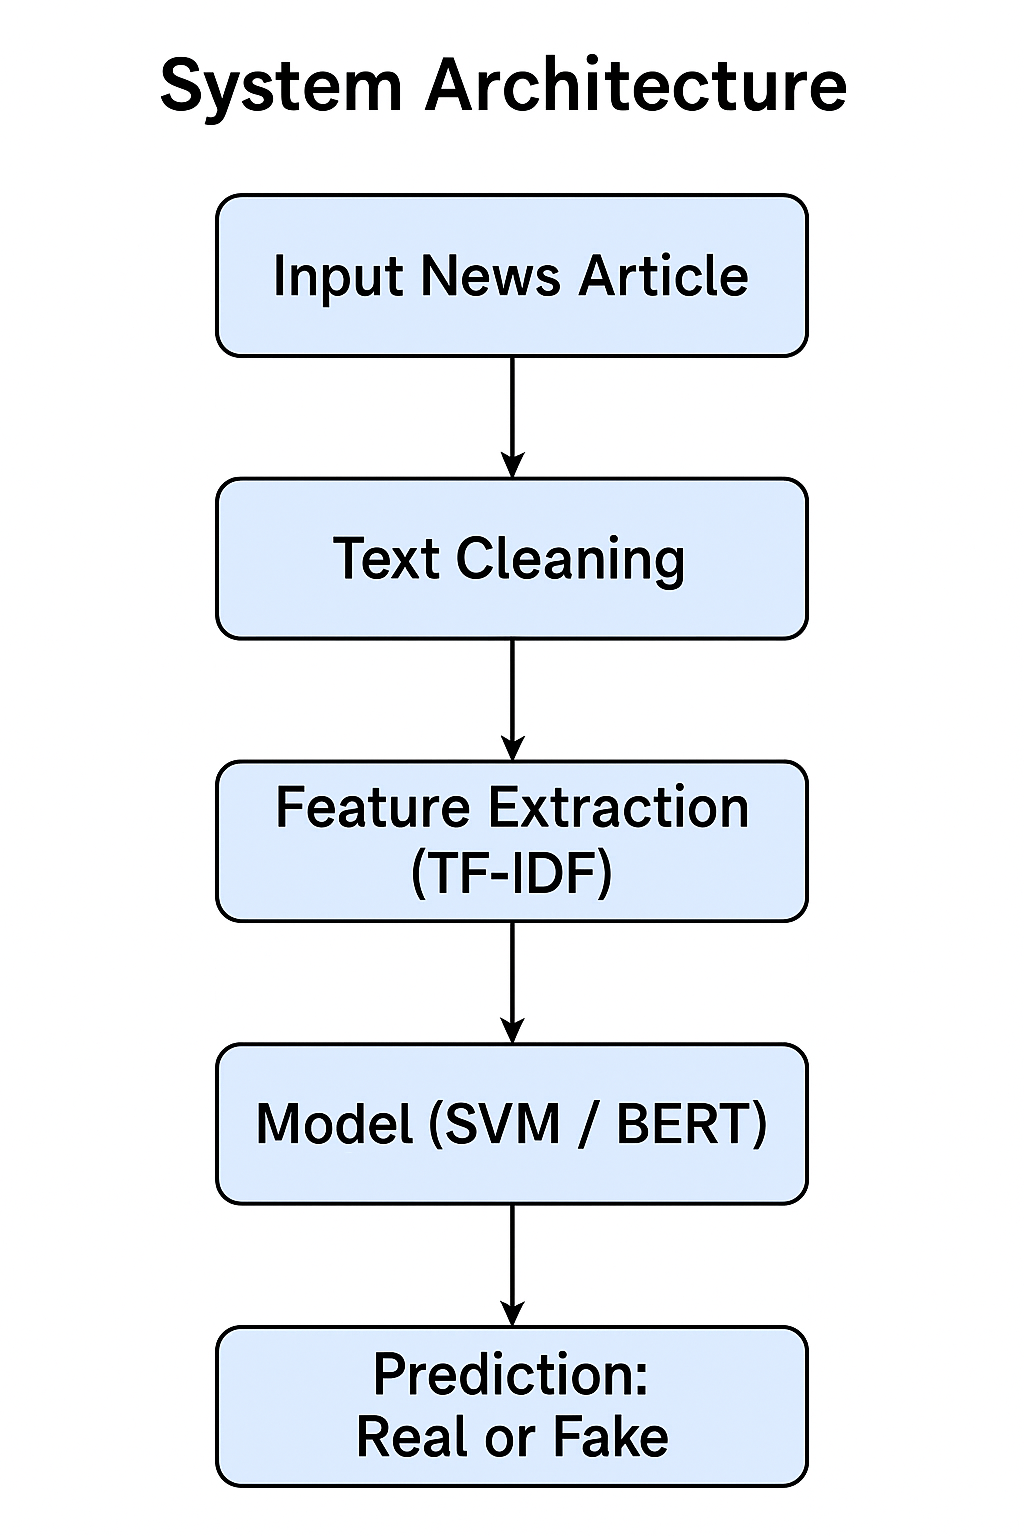 System Architecture
Input News Article
Text Cleaning
Feature Extraction
(TF-IDF)
Model (SVM / BERT)
Prediction:
Real or Fake